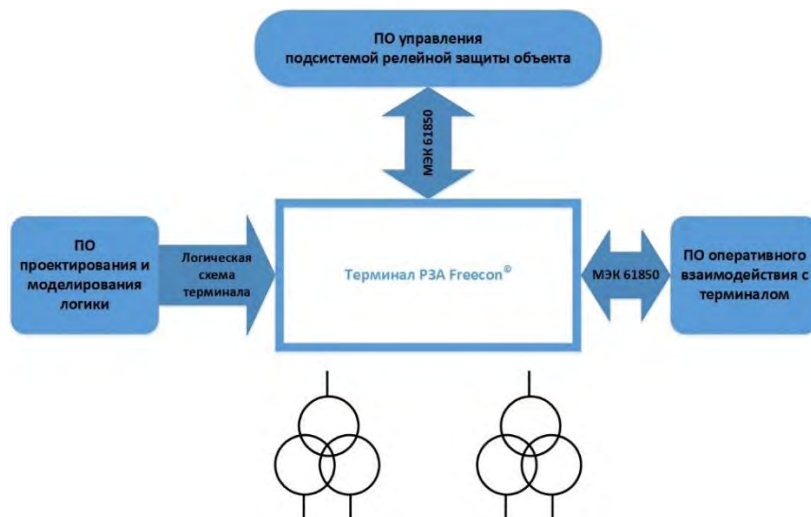 ПО управления
подсистемой релейной защиты объекта
МЭК 61850
ПО
проектирования и
моделирования
логики
Логическая
схема
терминала
Терминал РЗА Freecon©
МЭК 61850
ПО оперативного
взаимодействия с
терминалом